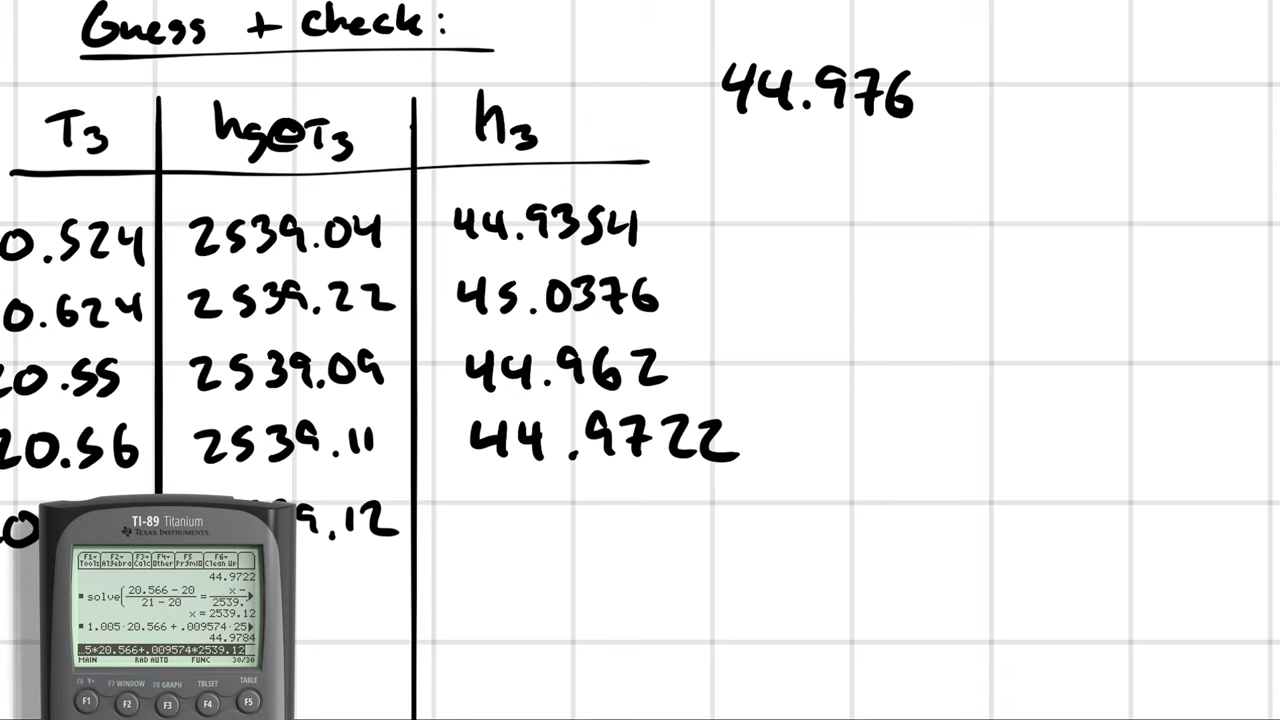 Guess + check:
44.976
T3 hg@T3 h3
0.524 2539.04 44.9354
0.624 2539.22 45.0376
20.55 2539.09 44.962
20.56 2539.11 44.9722
0 9.12
TI-89 Titanium
TEXAS INSTRUMENTS
F1 F2 F3 F4 F5 F6
Tools Algebra Calc Other PrgmIO Clean Up
44.9722
solve(20.566 - 20 / 21 - 20 = x - / 2539.
x = 2539.12
1.005·20.566 + .009574·25
44.9784
…5*20.566+.009574*2539.12
MAIN RAD AUTO FUNC 30/30
F6 Y= F7 WINDOW F8 GRAPH TBLSET TABLE
F1 F2 F3 F4 F5